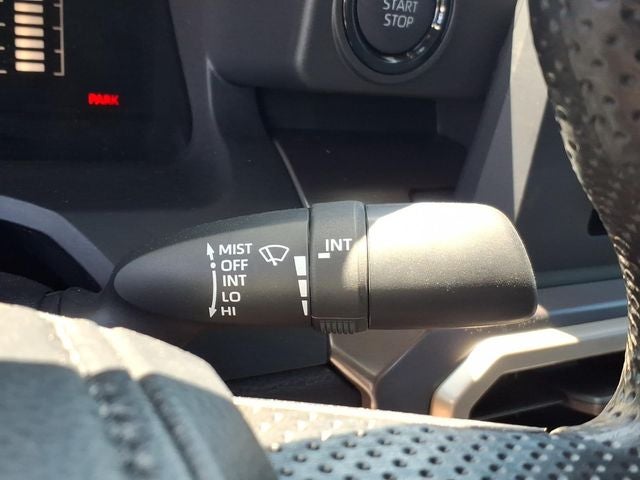 START
STOP
PARK
MIST
OFF
INT
LO
HI
INT